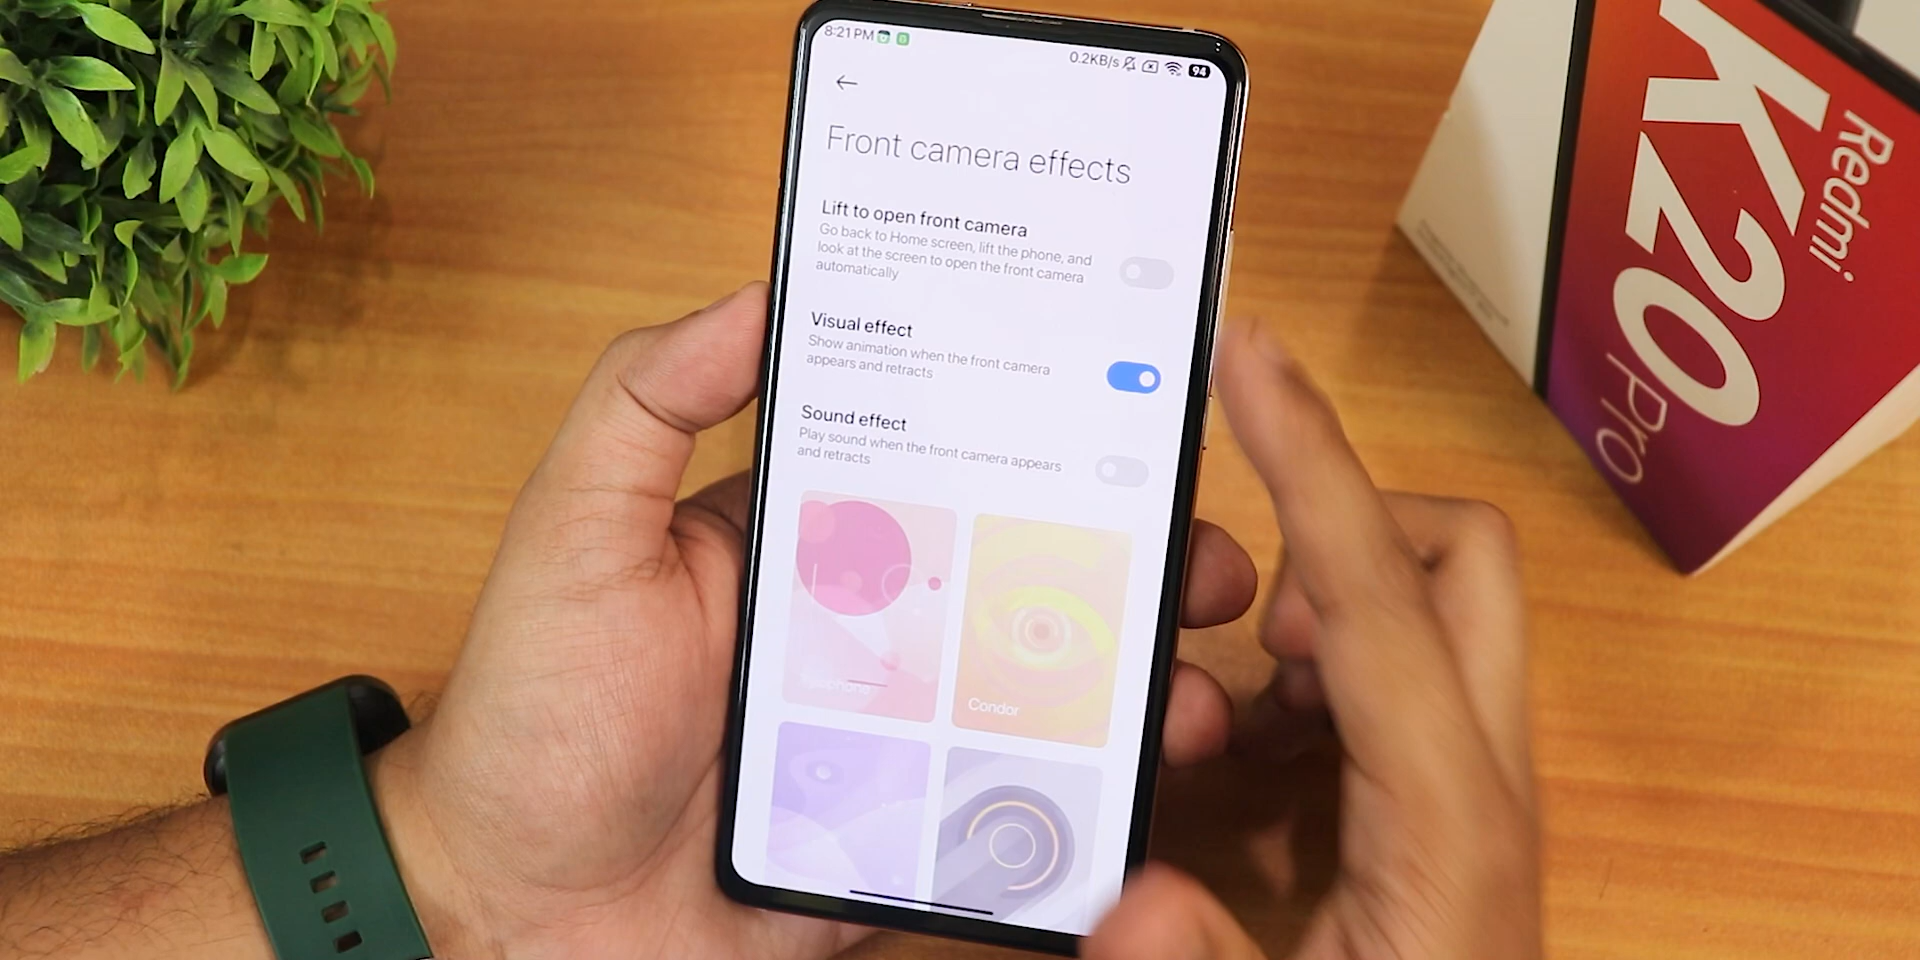 8:21 PM
0.2KB/s
94
Front camera effects
Lift to open front camera
Go back to Home screen, lift the phone, and
look at the screen to open the front camera
automatically
Visual effect
Show animation when the front camera
appears and retracts
Sound effect
Play sound when the front camera appears
and retracts
Condor
Redmi
K20
Pro